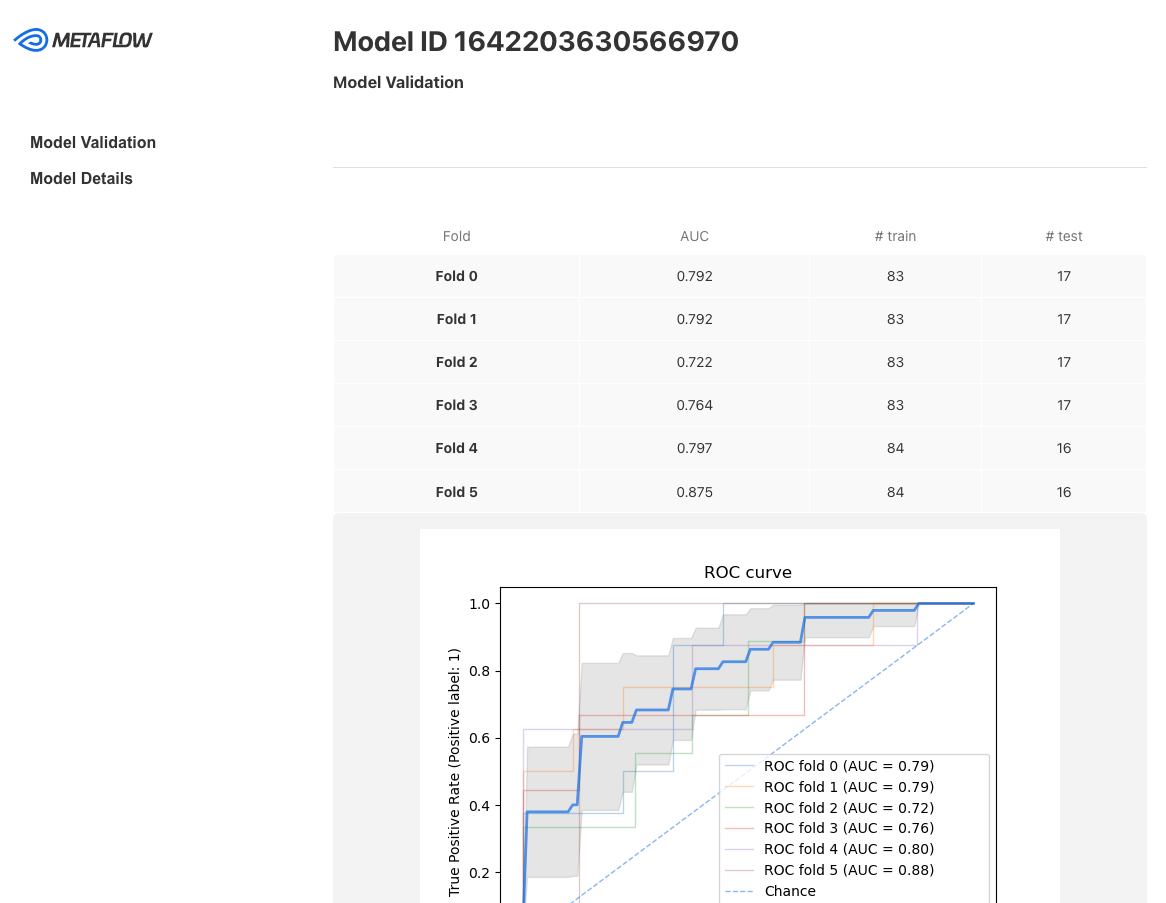 METAFLOW
Model ID 1642203630566970
Model Validation
Model Validation
Model Details
Fold AUC # train # test
Fold 0 0.792 83 17
Fold 1 0.792 83 17
Fold 2 0.722 83 17
Fold 3 0.764 83 17
Fold 4 0.797 84 16
Fold 5 0.875 84 16
ROC curve
1.0
0.8
0.6
0.4
0.2
True Positive Rate (Positive label: 1)
ROC fold 0 (AUC = 0.79)
ROC fold 1 (AUC = 0.79)
ROC fold 2 (AUC = 0.72)
ROC fold 3 (AUC = 0.76)
ROC fold 4 (AUC = 0.80)
ROC fold 5 (AUC = 0.88)
Chance